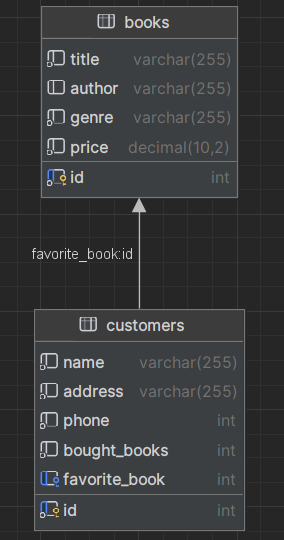 books
title varchar(255)
author varchar(255)
genre varchar(255)
price decimal(10,2)
id int
favorite_book:id
customers
name varchar(255)
address varchar(255)
phone int
bought_books int
favorite_book int
id int